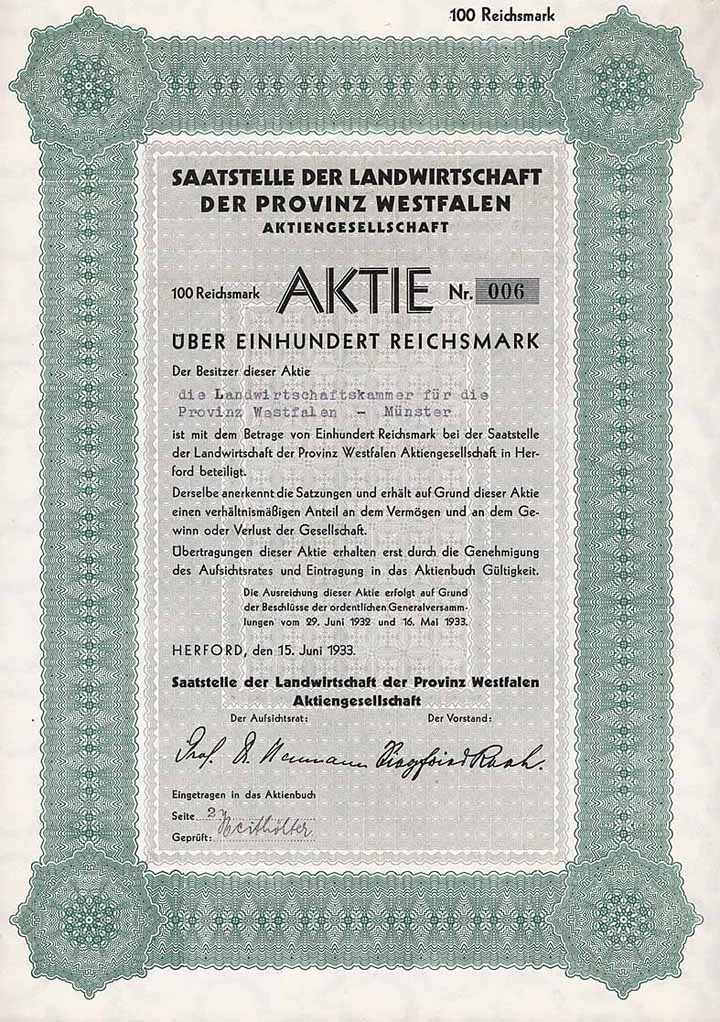 100 Reichsmark
SAATSTELLE DER LANDWIRTSCHAFT
DER PROVINZ WESTFALEN
AKTIENGESELLSCHAFT
100 Reichsmark AKTIE Nr. 006
ÜBER EINHUNDERT REICHSMARK
Der Besitzer dieser Aktie
die Landwirtschaftskammer für die
Provinz Westfalen - Münster
ist mit dem Betrage von Einhundert Reichsmark bei der Saatstelle
der Landwirtschaft der Provinz Westfalen Aktiengesellschaft in Her-
ford beteiligt.
Derselbe anerkennt die Satzungen und erhält auf Grund dieser Aktie
einen verhältnismäßigen Anteil an dem Vermögen und an dem Ge-
winn oder Verlust der Gesellschaft.
Übertragungen dieser Aktie erhalten erst durch die Genehmigung
des Aufsichtsrates und Eintragung in das Aktienbuch Gültigkeit.
Die Ausreichung dieser Aktie erfolgt auf Grund
der Beschlüsse der ordentlichen Generalversamm-
lungen vom 29. Juni 1932 und 16. Mai 1933.
HERFORD, den 15. Juni 1933.
Saatstelle der Landwirtschaft der Provinz Westfalen
Aktiengesellschaft
Der Aufsichtsrat: Der Vorstand:
Prof. D. Neumann Siegfried
Eingetragen in das Aktienbuch
Seite 2
Geprüft: